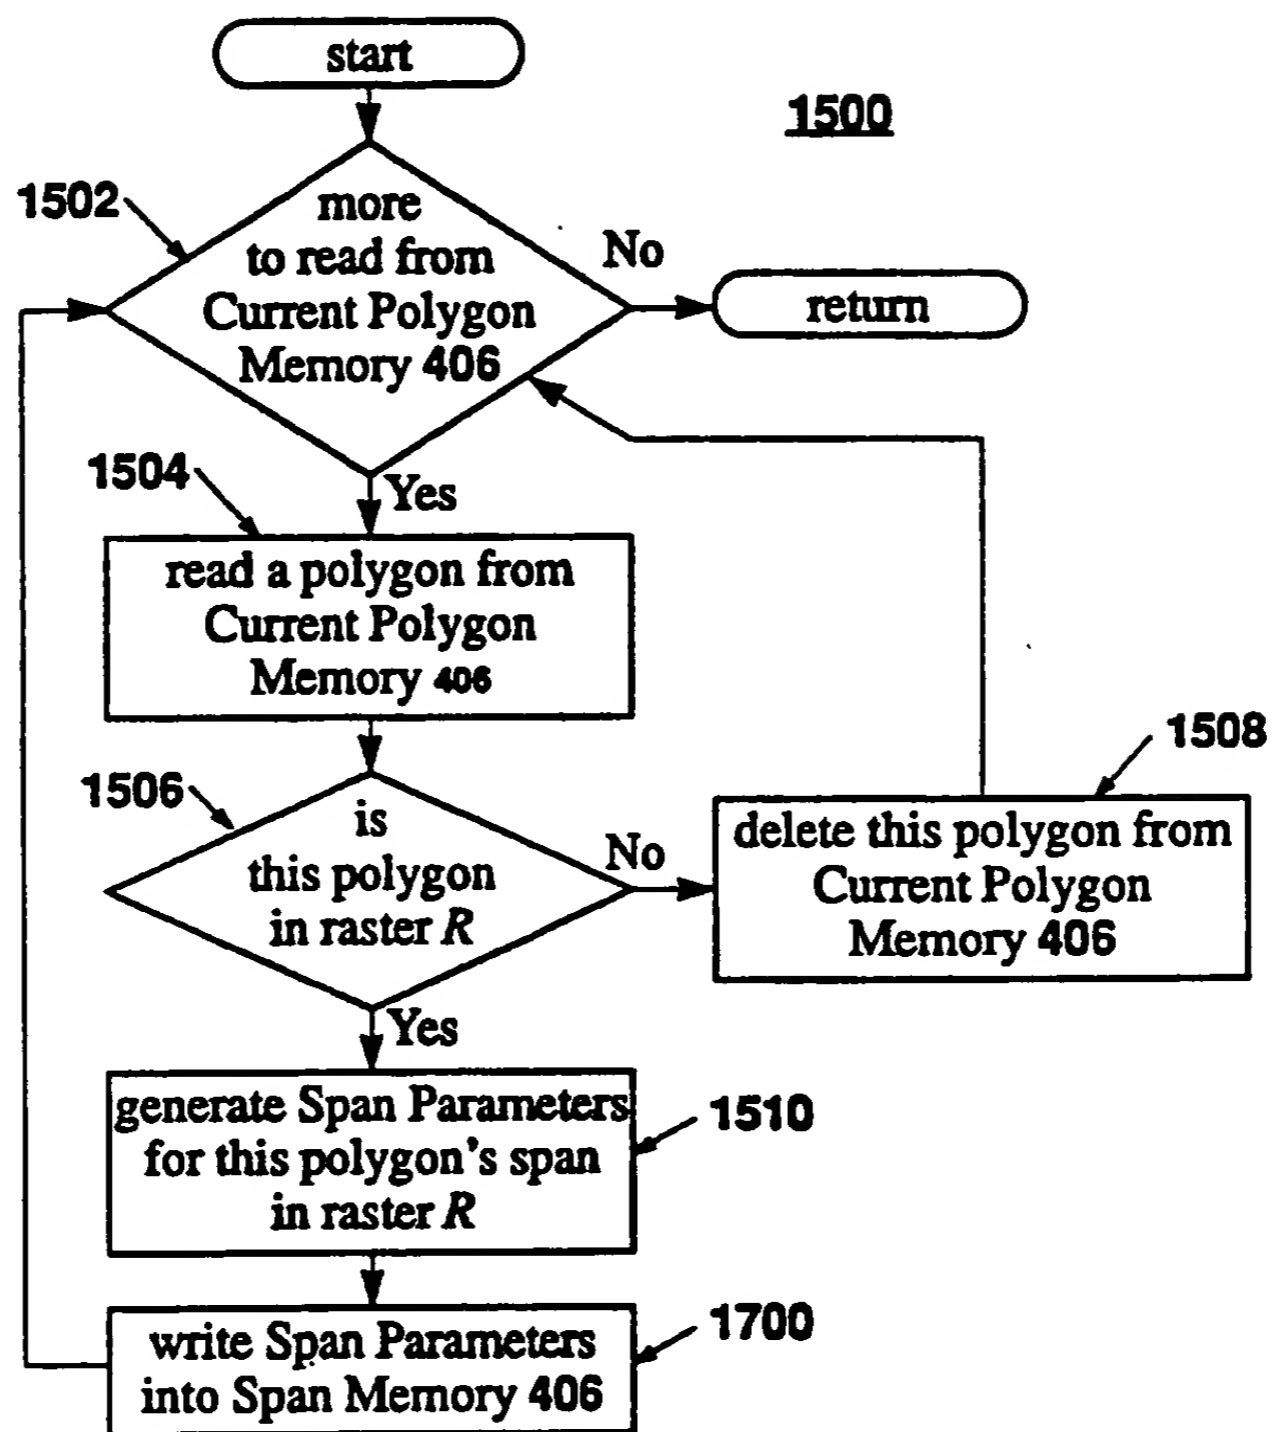 start
1500
1502
more
to read from
Current Polygon
Memory 406
No
return
Yes
1504
read a polygon from
Current Polygon
Memory 406
1506
is
this polygon
in raster R
No
1508
delete this polygon from
Current Polygon
Memory 406
Yes
generate Span Parameters
for this polygon's span
in raster R
1510
write Span Parameters
into Span Memory 406
1700